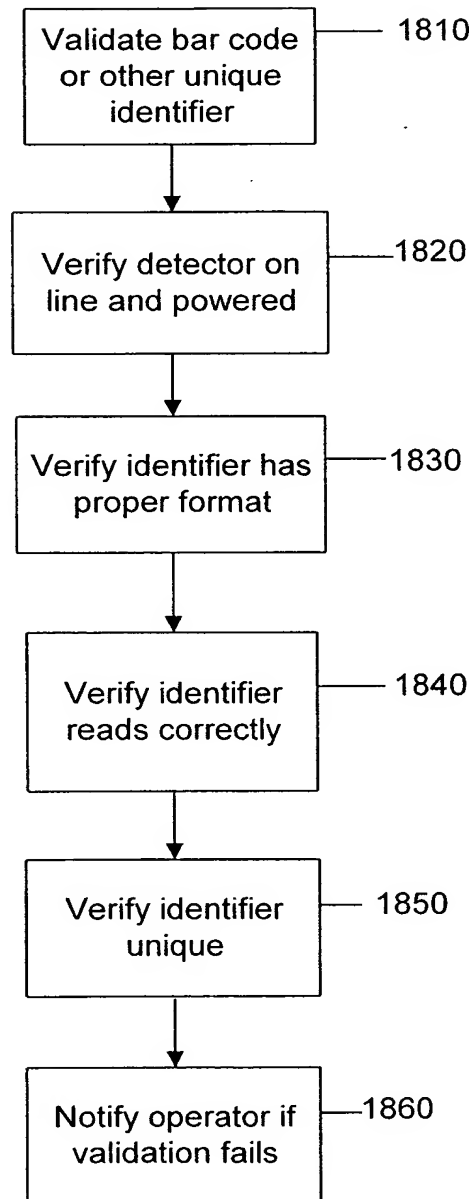 Validate bar code
or other unique
identifier
1810
Verify detector on
line and powered
1820
Verify identifier has
proper format
1830
Verify identifier
reads correctly
1840
Verify identifier
unique
1850
Notify operator if
validation fails
1860